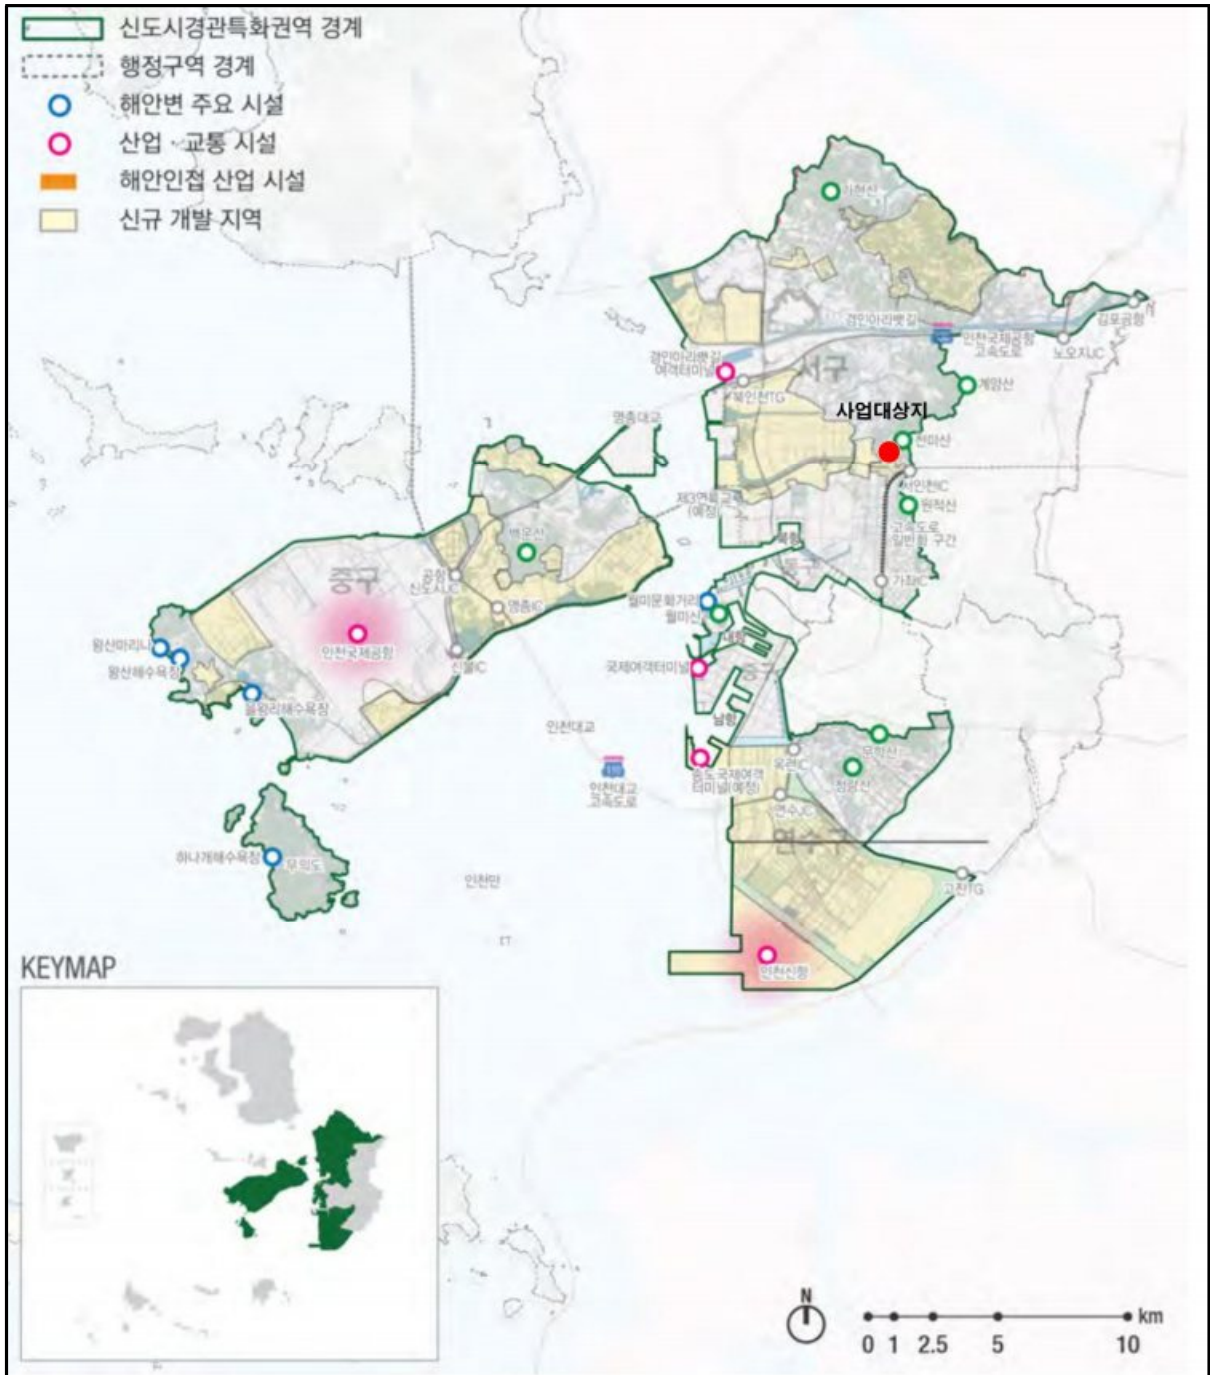 신도시경관특화권역 경계
행정구역 경계
해안변 주요 시설
산업·교통 시설
해안인접 산업 시설
신규 개발 지역
가현산
경인아라뱃길
김포공항
인천국제공항
고속도로
노오지JC
경인아라뱃길
여객터미널
서구
북인천TG
계양산
사업대상지
천마산
영종대교
서인천IC
제3연륙교
(예정)
원적산
고속도로
일반화 구간
북항
동구
백운산
공항
신도시JC
중구
영종IC
가좌IC
월미문화거리
월미산
내항
왕산마리나
인천국제공항
왕산해수욕장
신불IC
국제여객터미널
중구
을왕리해수욕장
남항
인천대교
문학산
옥련IC
송도국제여객
터미널(예정)
청량산
인천대교
고속도로
연수JC
연수구
하나개해수욕장
무의도
인천만
고잔TG
인천신항
KEYMAP
N
km
0 1 2.5 5 10